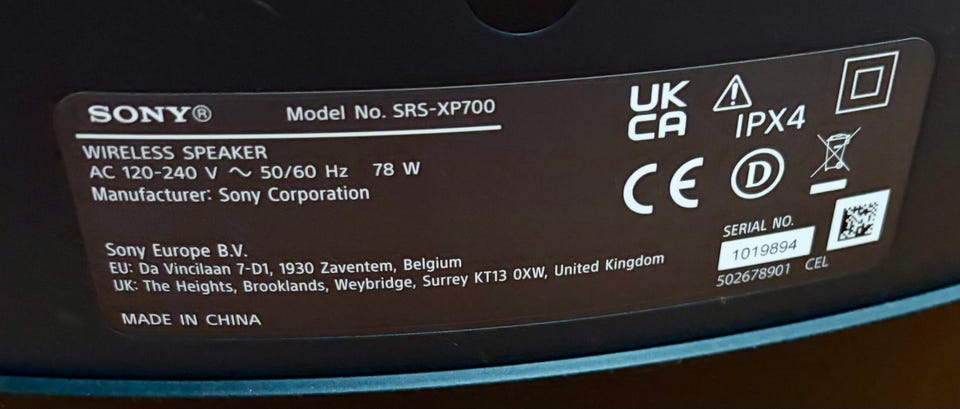 SONY® Model No. SRS-XP700
WIRELESS SPEAKER
AC 120-240 V ~ 50/60 Hz 78 W
Manufacturer: Sony Corporation
Sony Europe B.V.
EU: Da Vincilaan 7-D1, 1930 Zaventem, Belgium
UK: The Heights, Brooklands, Weybridge, Surrey KT13 0XW, United Kingdom
MADE IN CHINA
UK
CA
IPX4
CE
D
SERIAL NO.
1019894
502678901 CEL